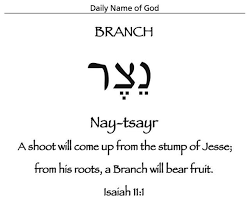 Daily Name of God
BRANCH
נֵצֶר
Nay-tsayr
A shoot will come up from the stump of Jesse;
from his roots, a Branch will bear fruit.
Isaiah 11:1